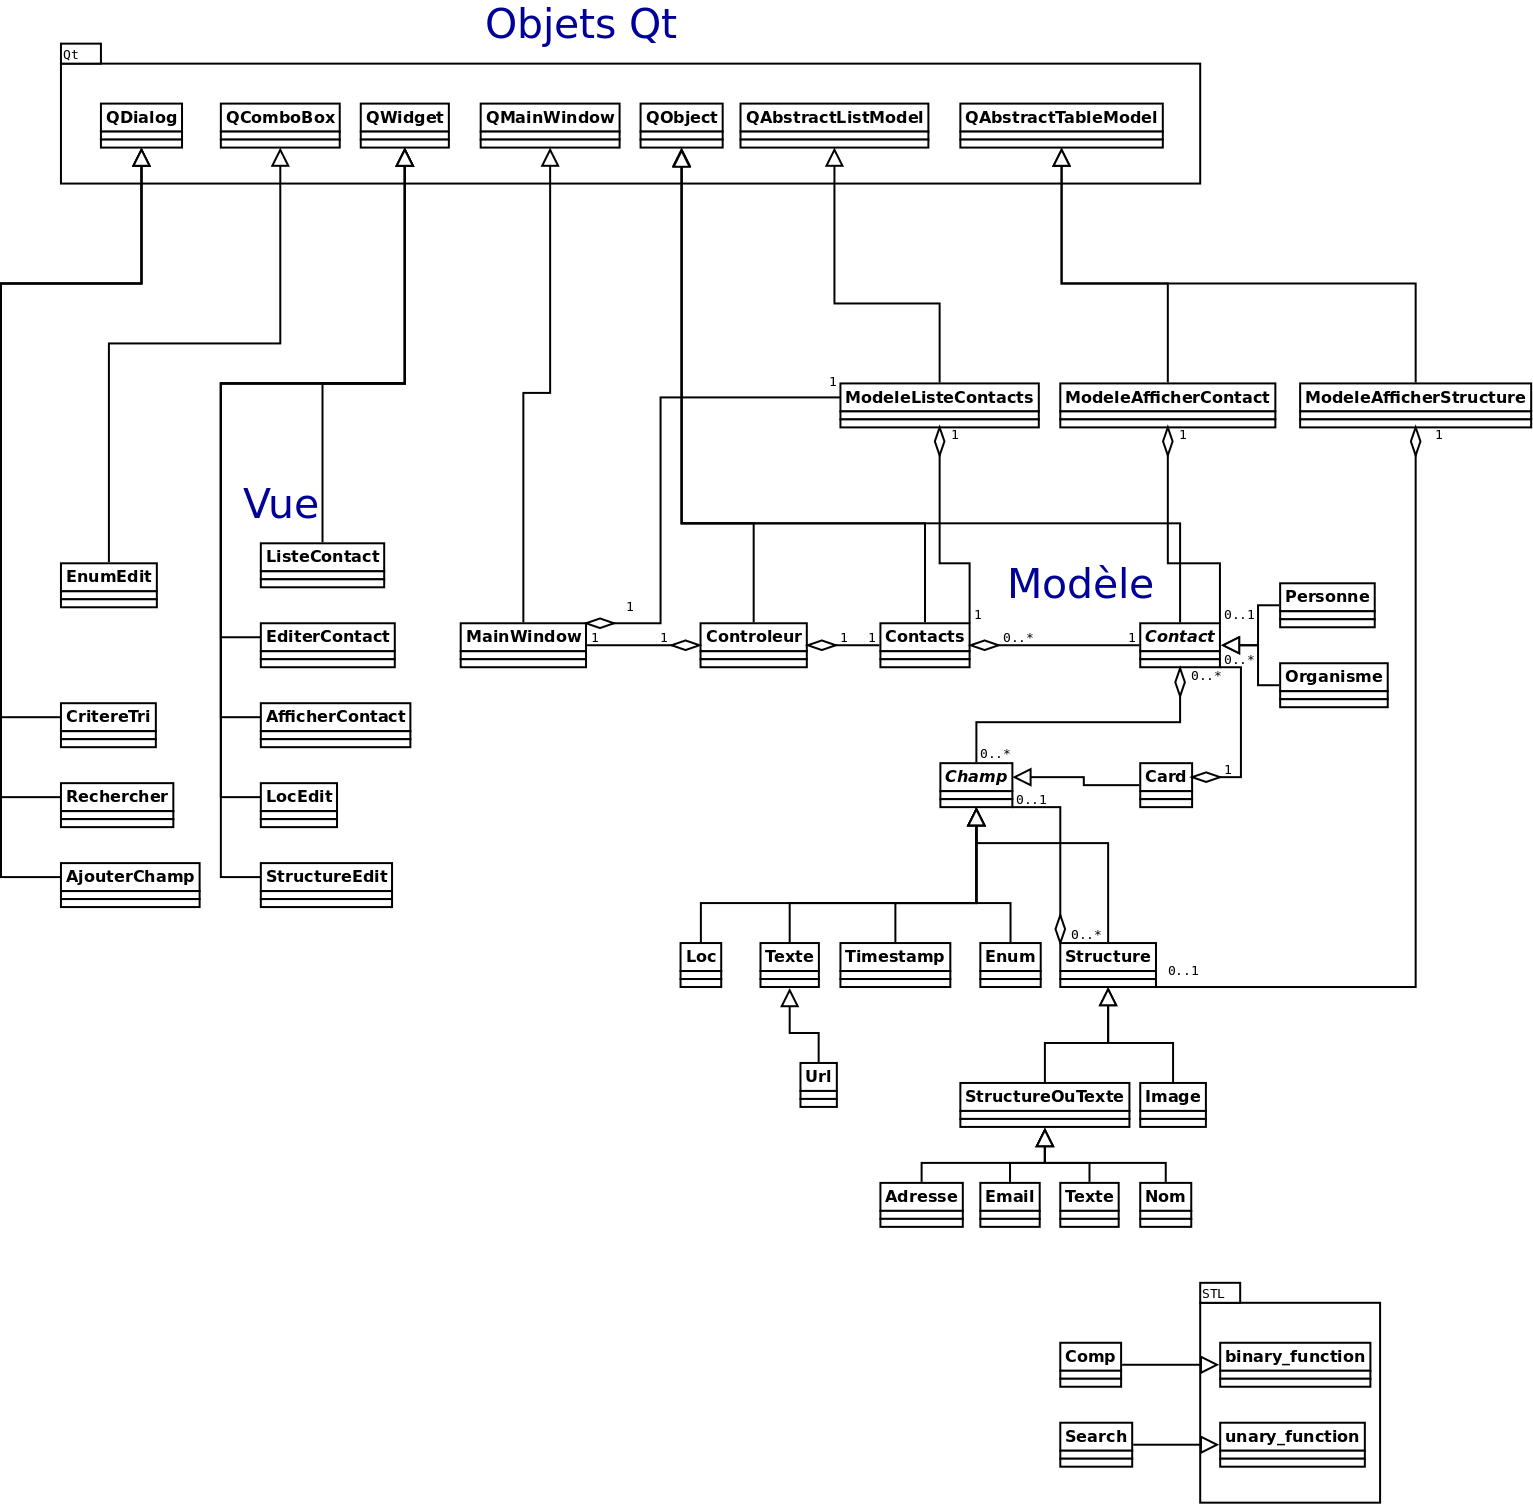 Objets Qt
Qt
QDialog
QComboBox
QWidget
QMainWindow
QObject
QAbstractListModel
QAbstractTableModel
1
ModeleListeContacts
ModeleAfficherContact
ModeleAfficherStructure
1
1
1
Vue
ListeContact
EnumEdit
Modèle
Personne
1
1
0..1
EditerContact
MainWindow
1
1
Controleur
1
1
Contacts
0..*
1
Contact
0..*
Organisme
0..*
CritereTri
AfficherContact
0..*
Champ
Card
1
Rechercher
LocEdit
0..1
AjouterChamp
StructureEdit
0..*
Loc
Texte
Timestamp
Enum
Structure
0..1
Url
StructureOuTexte
Image
Adresse
Email
Texte
Nom
STL
Comp
binary_function
Search
unary_function